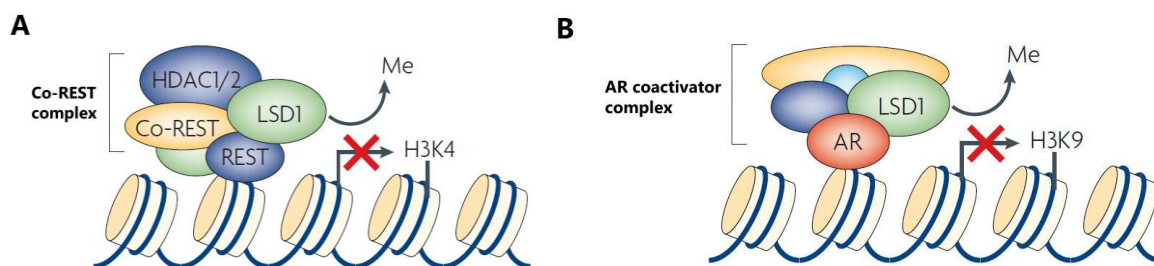 A
Co-REST
complex
HDAC1/2
LSD1
Co-REST
REST
Me
H3K4
B
AR coactivator
complex
LSD1
AR
Me
H3K9